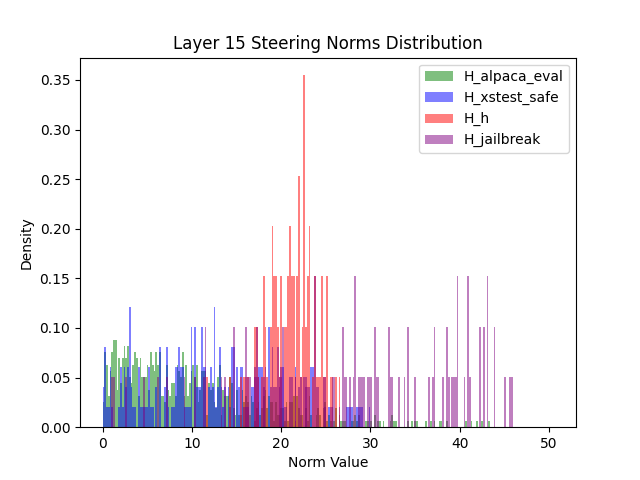 Layer 15 Steering Norms Distribution
H_alpaca_eval
H_xstest_safe
H_h
H_jailbreak
Density
0.35
0.30
0.25
0.20
0.15
0.10
0.05
0.00
0 10 20 30 40 50
Norm Value